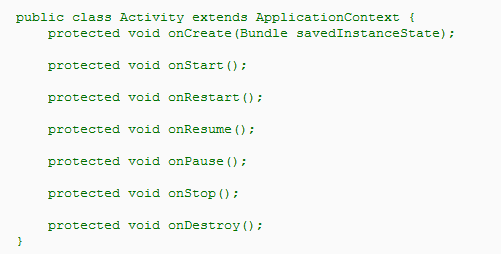 public class Activity extends ApplicationContext {
    protected void onCreate(Bundle savedInstanceState);
    protected void onStart();
    protected void onRestart();
    protected void onResume();
    protected void onPause();
    protected void onStop();
    protected void onDestroy();
}